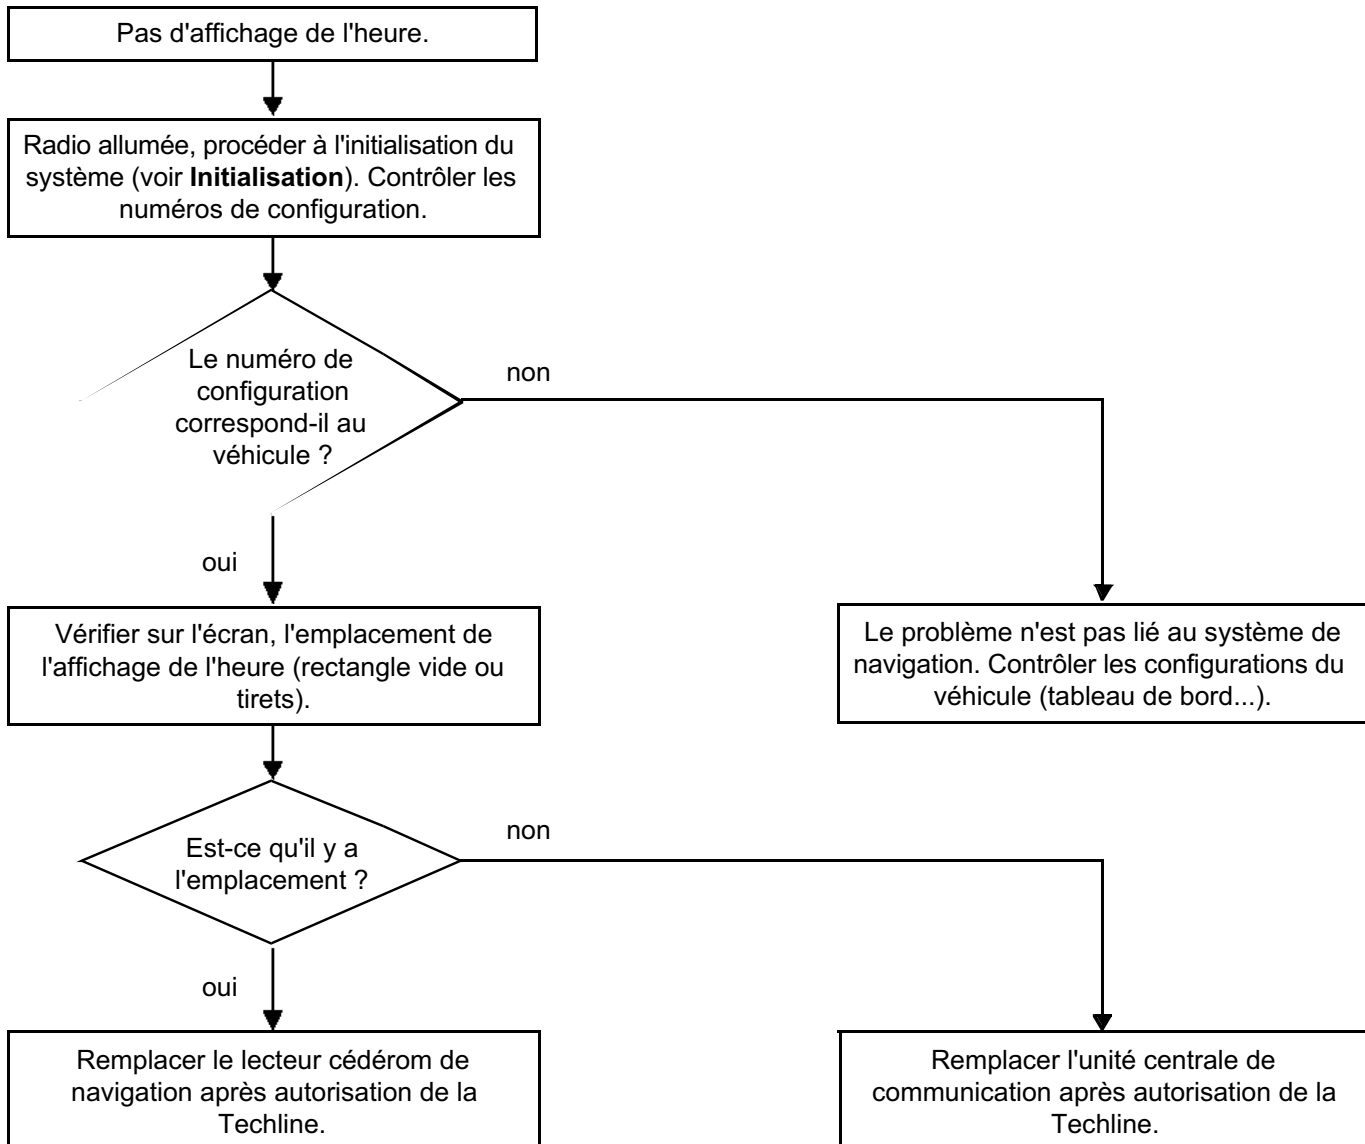 Pas d'affichage de l'heure.
Radio allumée, procéder à l'initialisation du
système (voir Initialisation). Contrôler les
numéros de configuration.
Le numéro de
configuration
correspond-il au
véhicule ?
non
oui
Vérifier sur l'écran, l'emplacement de
l'affichage de l'heure (rectangle vide ou
tirets).
Le problème n'est pas lié au système de
navigation. Contrôler les configurations du
véhicule (tableau de bord...).
Est-ce qu'il y a
l'emplacement ?
non
oui
Remplacer le lecteur cédérom de
navigation après autorisation de la
Techline.
Remplacer l'unité centrale de
communication après autorisation de la
Techline.